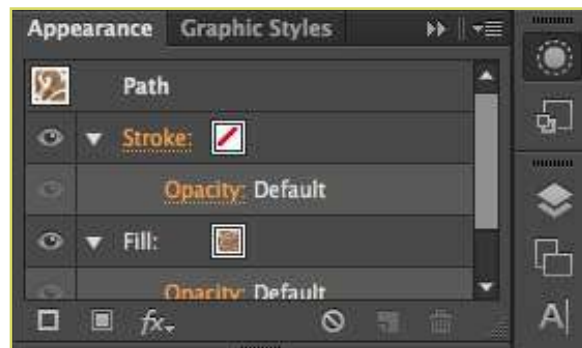 Appearance Graphic Styles
Path
Stroke:
Opacity: Default
Fill:
Opacity: Default
fx
A